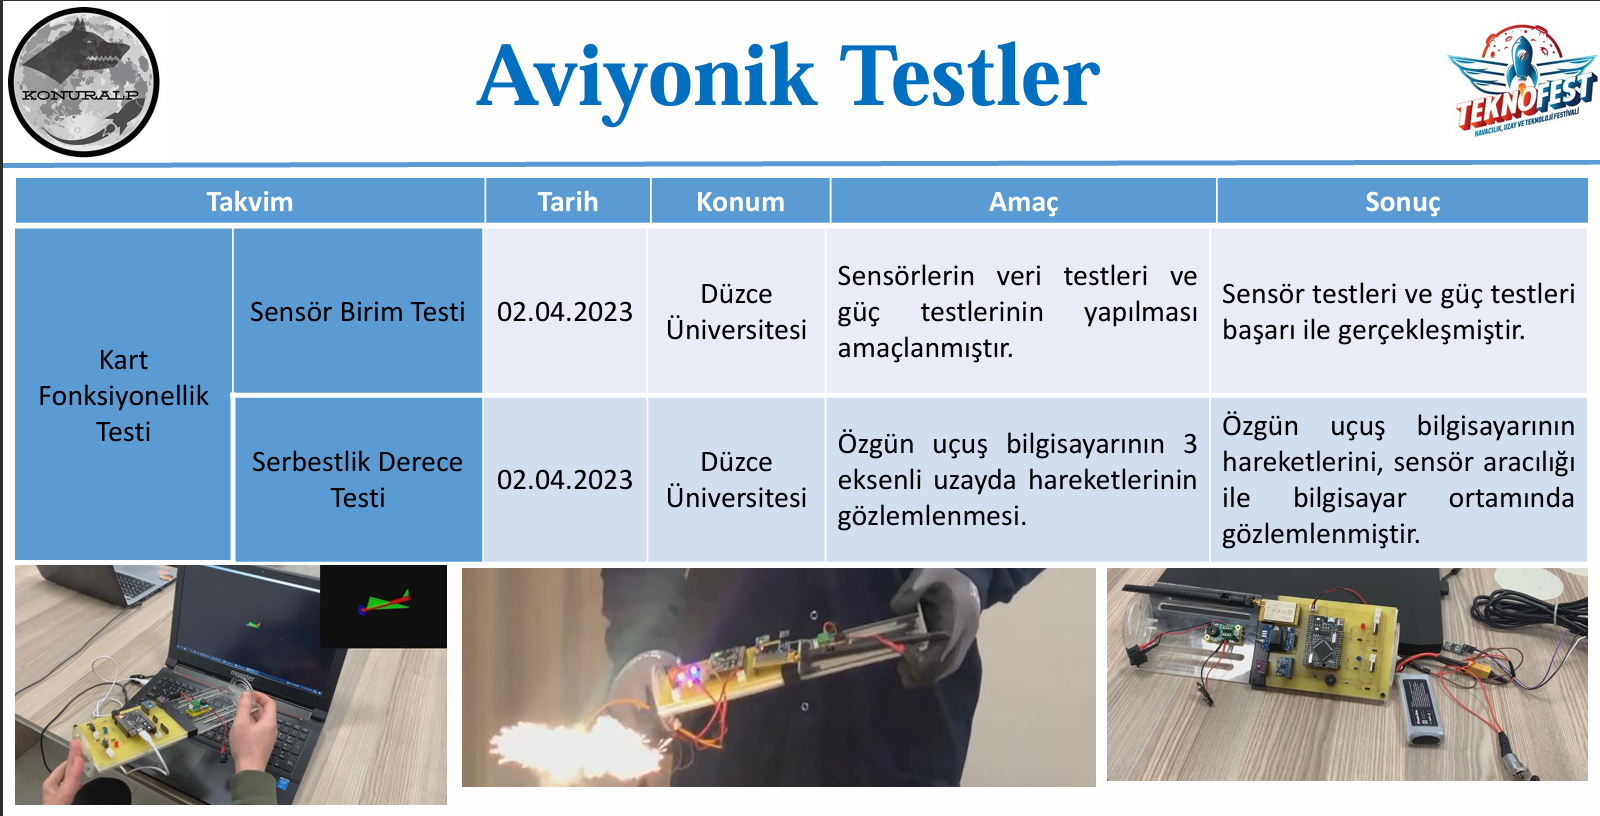 KONURALP
Aviyonik Testler
TEKNOFEST
HAVACILIK, UZAY VE TEKNOLOJİ FESTİVALİ
Takvim
Tarih
Konum
Amaç
Sonuç
Kart
Fonksiyonellik
Testi
Sensör Birim Testi
02.04.2023
Düzce
Üniversitesi
Sensörlerin veri testleri ve
güç testlerinin yapılması
amaçlanmıştır.
Sensör testleri ve güç testleri
başarı ile gerçekleşmiştir.
Serbestlik Derece
Testi
02.04.2023
Düzce
Üniversitesi
Özgün uçuş bilgisayarının 3
eksenli uzayda hareketlerinin
gözlemlenmesi.
Özgün uçuş bilgisayarının
hareketlerini, sensör aracılığı
ile bilgisayar ortamında
gözlemlenmiştir.
monster